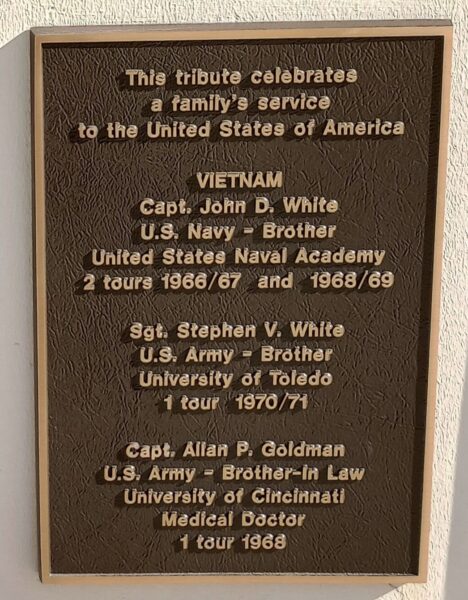 This tribute celebrates
a family's service
to the United States of America
VIETNAM
Capt. John D. White
U.S. Navy - Brother
United States Naval Academy
2 tours 1966/67 and 1968/69
Sgt. Stephen V. White
U.S. Army - Brother
University of Toledo
1 tour 1970/71
Capt. Allan P. Goldman
U.S. Army - Brother-in Law
University of Cincinnati
Medical Doctor
1 tour 1968